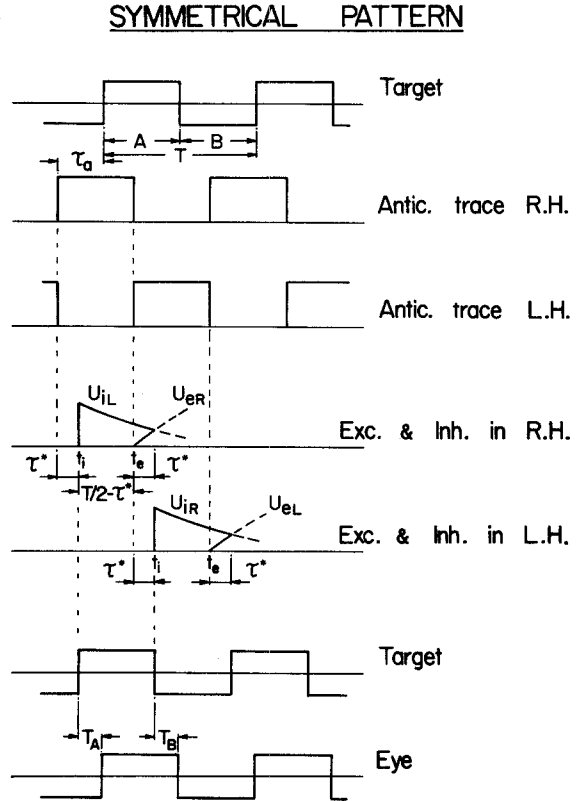 SYMMETRICAL PATTERN
Target
A B
T
τa
Antic. trace R.H.
Antic. trace L.H.
UiL UeR
Exc. & Inh. in R.H.
τ* ti te τ*
T/2-τ*
UiR UeL
Exc. & Inh. in L.H.
τ* ti te τ*
Target
TA TB
Eye